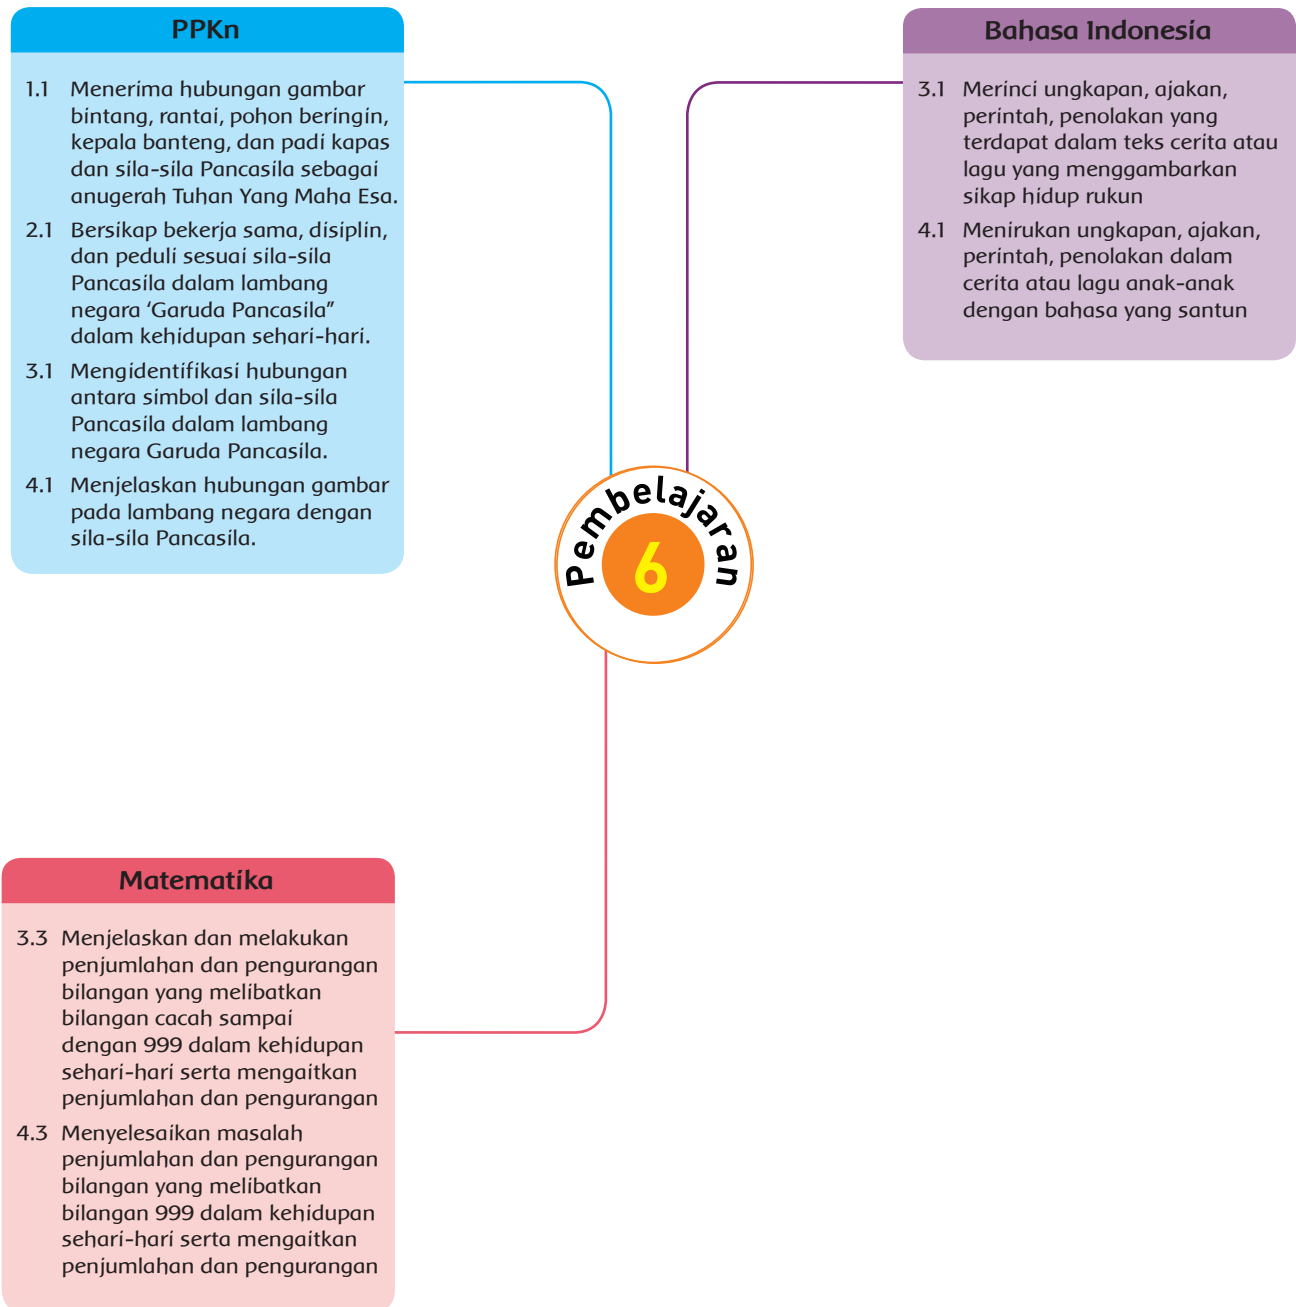 PPKn
1.1 Menerima hubungan gambar
bintang, rantai, pohon beringin,
kepala banteng, dan padi kapas
dan sila-sila Pancasila sebagai
anugerah Tuhan Yang Maha Esa.
2.1 Bersikap bekerja sama, disiplin,
dan peduli sesuai sila-sila
Pancasila dalam lambang
negara ‘Garuda Pancasila”
dalam kehidupan sehari-hari.
3.1 Mengidentifikasi hubungan
antara simbol dan sila-sila
Pancasila dalam lambang
negara Garuda Pancasila.
4.1 Menjelaskan hubungan gambar
pada lambang negara dengan
sila-sila Pancasila.
Bahasa Indonesia
3.1 Merinci ungkapan, ajakan,
perintah, penolakan yang
terdapat dalam teks cerita atau
lagu yang menggambarkan
sikap hidup rukun
4.1 Menirukan ungkapan, ajakan,
perintah, penolakan dalam
cerita atau lagu anak-anak
dengan bahasa yang santun
Pembelajaran
6
Matematika
3.3 Menjelaskan dan melakukan
penjumlahan dan pengurangan
bilangan yang melibatkan
bilangan cacah sampai
dengan 999 dalam kehidupan
sehari-hari serta mengaitkan
penjumlahan dan pengurangan
4.3 Menyelesaikan masalah
penjumlahan dan pengurangan
bilangan yang melibatkan
bilangan 999 dalam kehidupan
sehari-hari serta mengaitkan
penjumlahan dan pengurangan